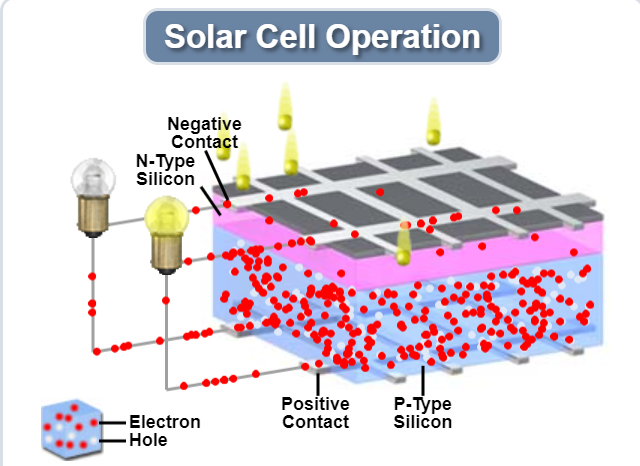 Solar Cell Operation
Negative
Contact
N-Type
Silicon
Positive
Contact
P-Type
Silicon
Electron
Hole